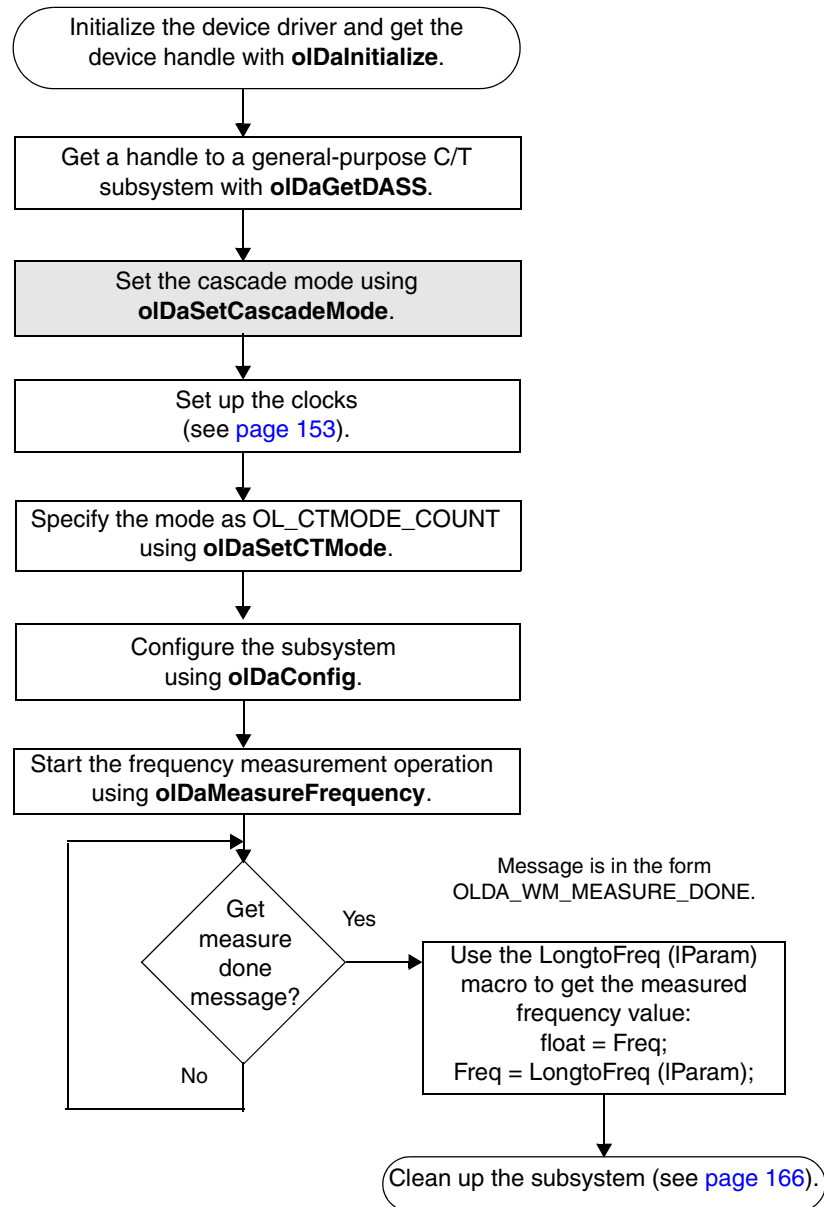 Initialize the device driver and get the
device handle with olDaInitialize.
Get a handle to a general-purpose C/T
subsystem with olDaGetDASS.
Set the cascade mode using
olDaSetCascadeMode.
Set up the clocks
(see page 153).
Specify the mode as OL_CTMODE_COUNT
using olDaSetCTMode.
Configure the subsystem
using olDaConfig.
Start the frequency measurement operation
using olDaMeasureFrequency.
Get
measure
done
message?
Yes
No
Message is in the form
OLDA_WM_MEASURE_DONE.
Use the LongtoFreq (lParam)
macro to get the measured
frequency value:
float = Freq;
Freq = LongtoFreq (lParam);
Clean up the subsystem (see page 166).